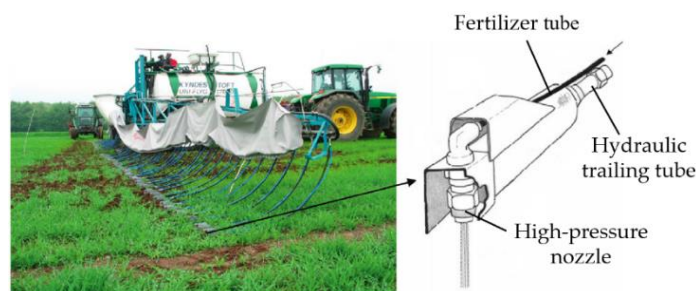 Fertilizer tube
Hydraulic
trailing tube
High-pressure
nozzle